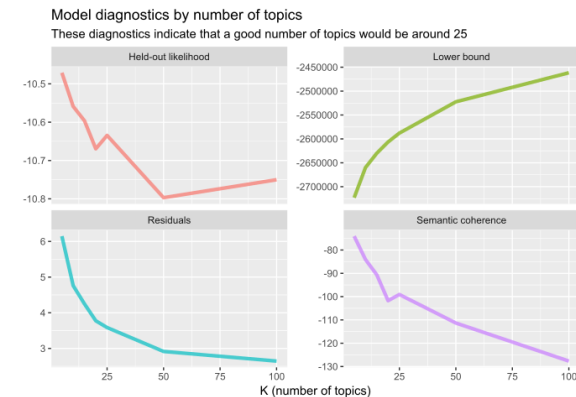 Model diagnostics by number of topics
These diagnostics indicate that a good number of topics would be around 25
Held-out likelihood
Lower bound
-10.5
-10.6
-10.7
-10.8
-2450000
-2500000
-2550000
-2600000
-2650000
-2700000
Residuals
Semantic coherence
6
5
4
3
-80
-90
-100
-110
-120
-130
25 50 75 100
25 50 75 100
K (number of topics)